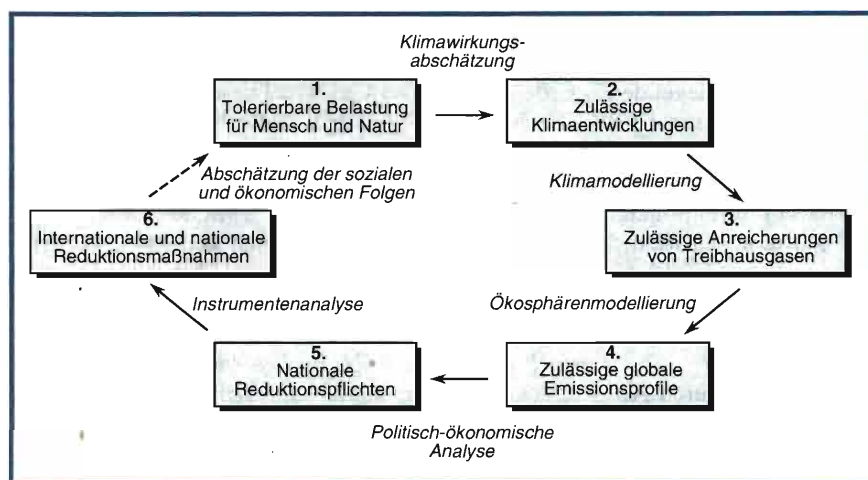 Klimawirkungs-
abschätzung
1.
Tolerierbare Belastung
für Mensch und Natur
2.
Zulässige
Klimaentwicklungen
Abschätzung der sozialen
und ökonomischen Folgen
Klimamodellierung
6.
Internationale und nationale
Reduktionsmaßnahmen
3.
Zulässige Anreicherungen
von Treibhausgasen
Instrumentenanalyse
Ökosphärenmodellierung
5.
Nationale
Reduktionspflichten
4.
Zulässige globale
Emissionsprofile
Politisch-ökonomische
Analyse